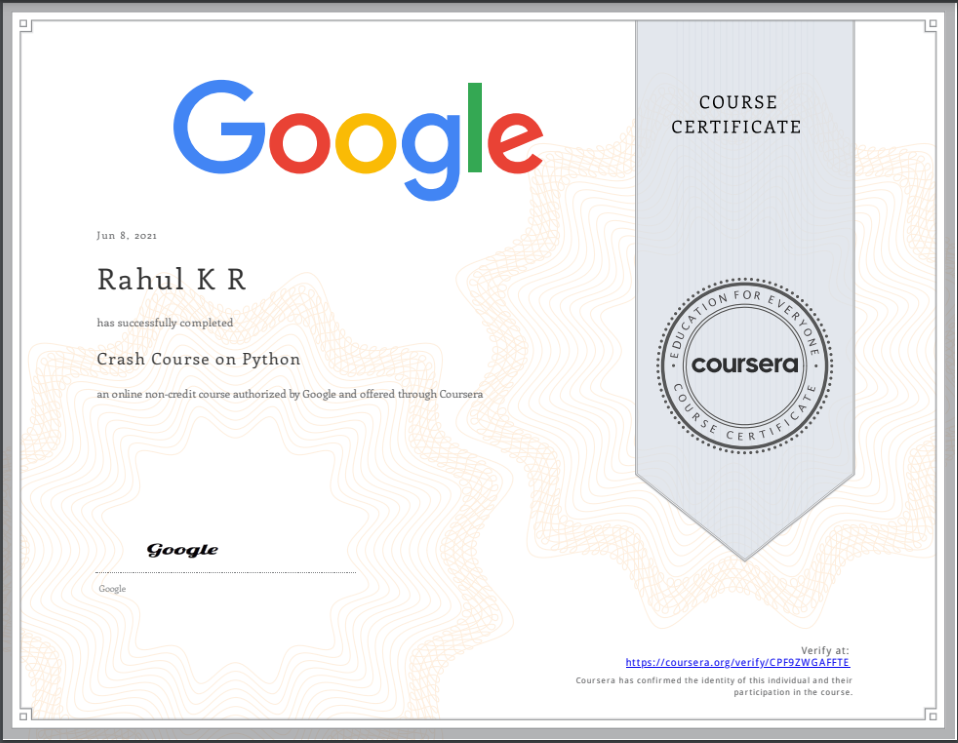 Google
COURSE
CERTIFICATE
Jun 8, 2021
Rahul K R
has successfully completed
Crash Course on Python
an online non-credit course authorized by Google and offered through Coursera
EDUCATION FOR EVERYONE
coursera
COURSE CERTIFICATE
Google
Google
Verify at:
https://coursera.org/verify/CPF9ZWGAFFTE
Coursera has confirmed the identity of this individual and their
participation in the course.